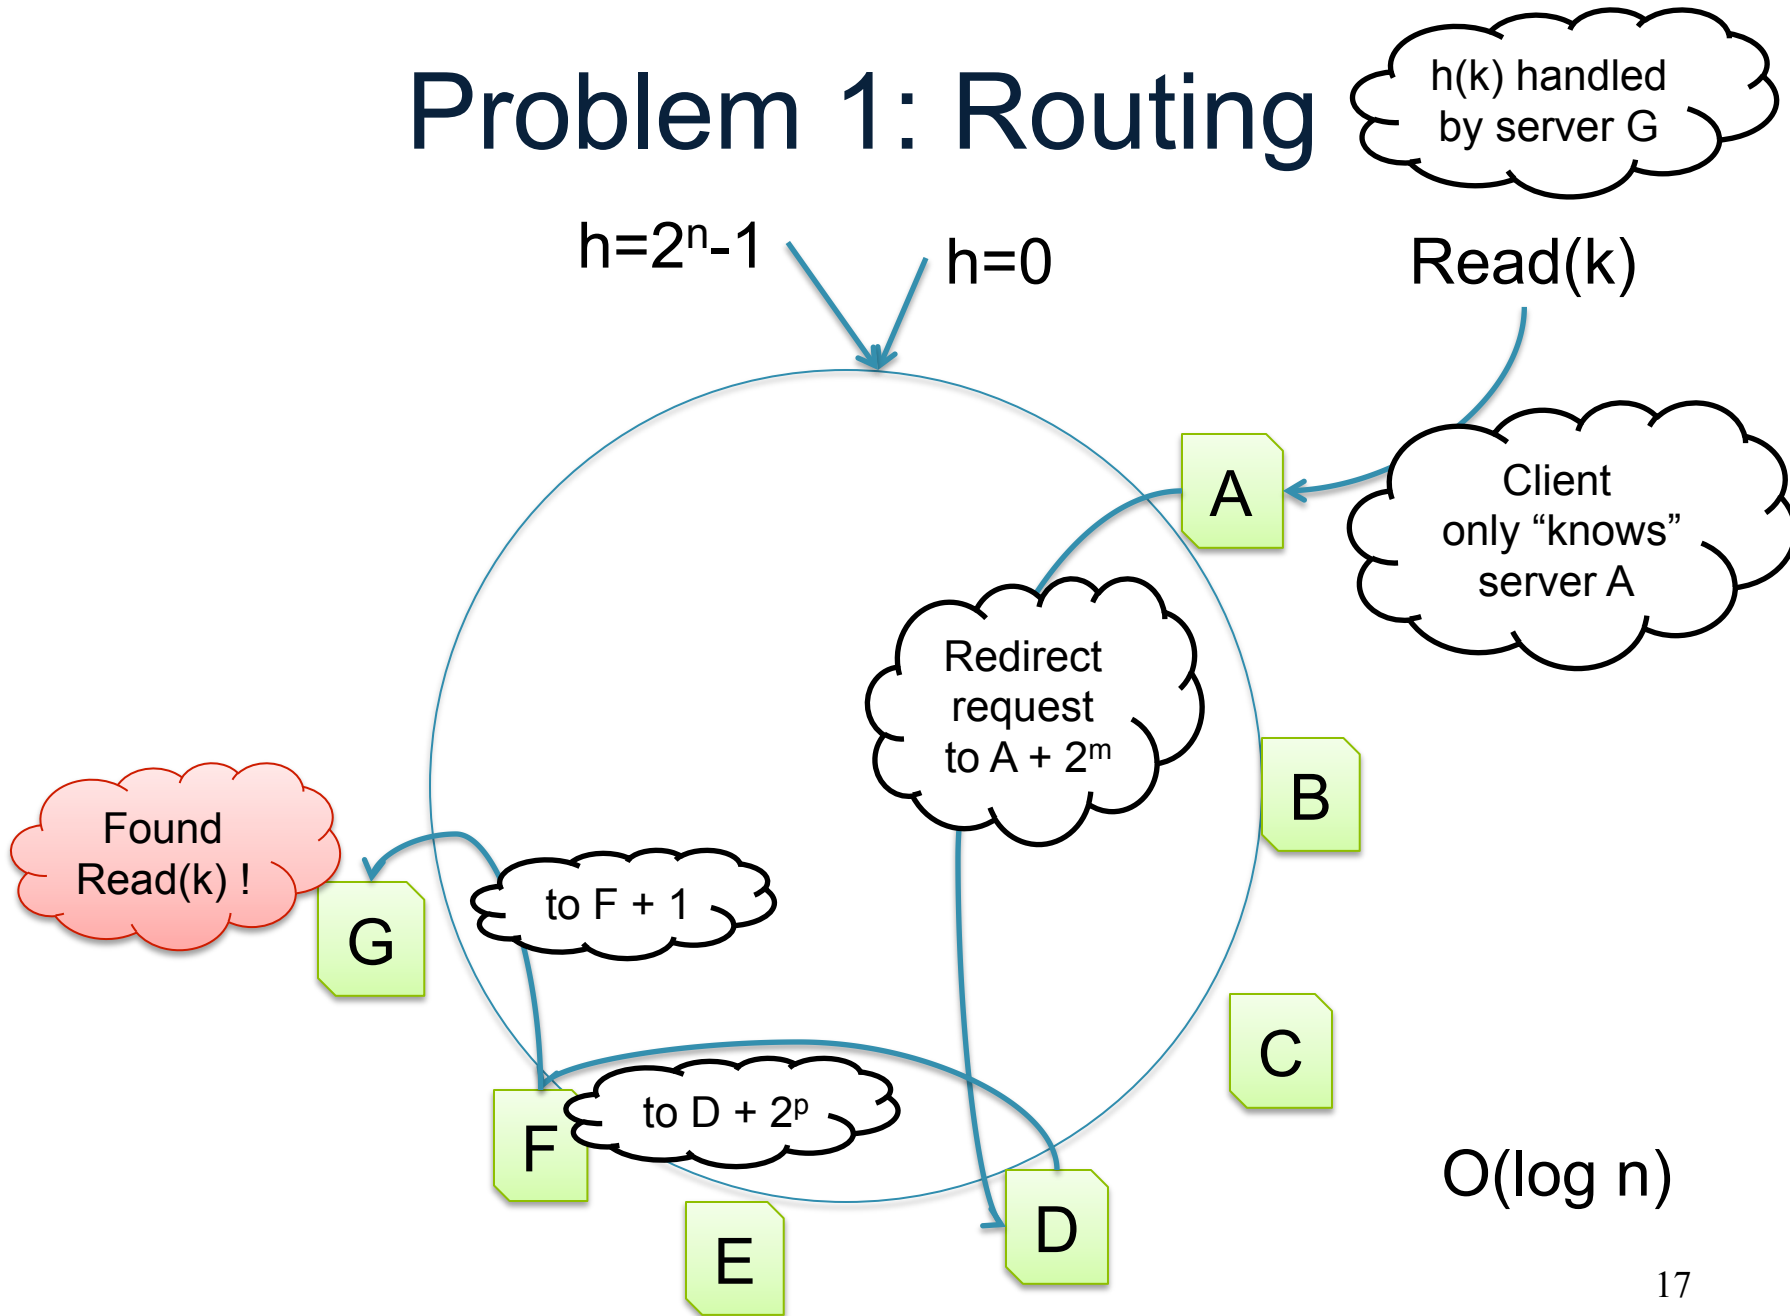 Problem 1: Routing
h(k) handled
by server G
h=2ⁿ-1
h=0
Read(k)
A
Client
only “knows”
server A
Redirect
request
to A + 2ᵐ
B
Found
Read(k) !
to F + 1
G
C
to D + 2ᵖ
F
D
E
O(log n)
17